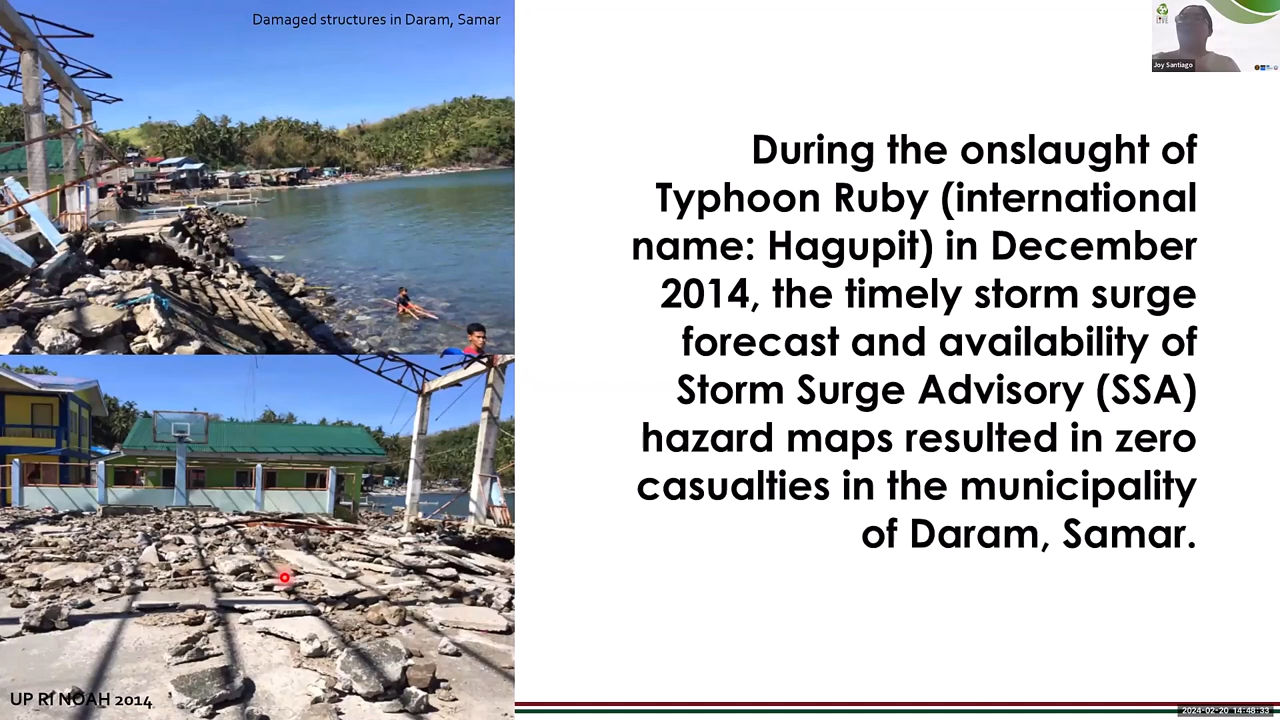 Damaged structures in Daram, Samar
Joy Santiago
During the onslaught of
Typhoon Ruby (international
name: Hagupit) in December
2014, the timely storm surge
forecast and availability of
Storm Surge Advisory (SSA)
hazard maps resulted in zero
casualties in the municipality
of Daram, Samar.
UP RI NOAH 2014
2024-02-20 14:48:33